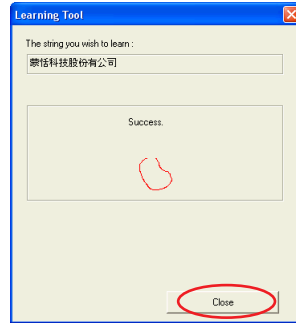 Learning Tool
The string you wish to learn :
蒙恬科技股份有公司
Success.
Close